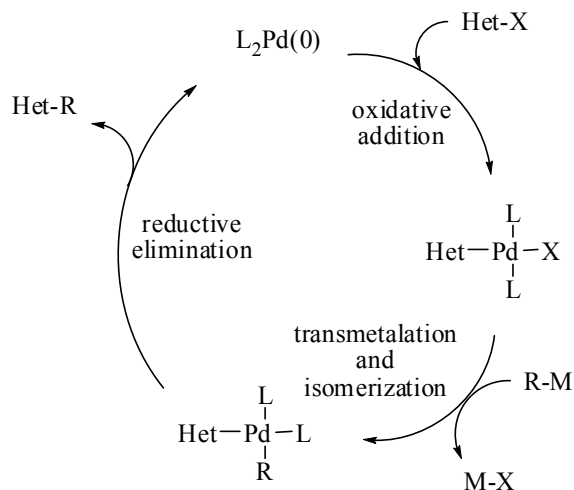 L₂Pd(0)
Het-X
oxidative
addition
Het-R
reductive
elimination
L
Het—Pd—X
L
transmetalation
and
isomerization
R-M
L
Het—Pd—L
R
M-X